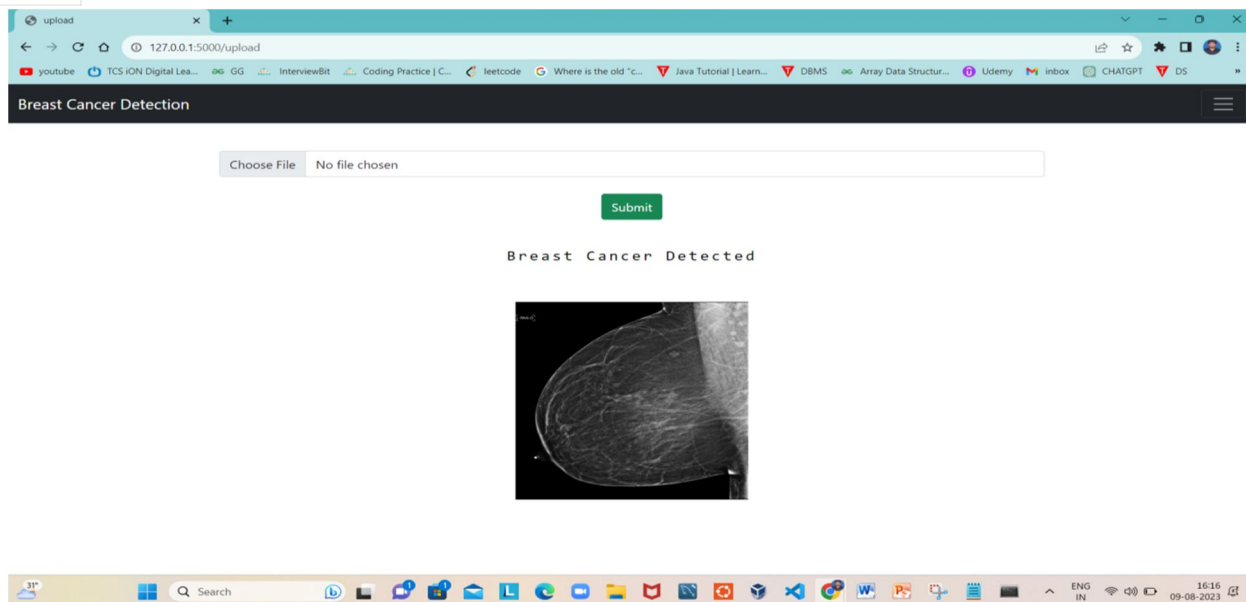 upload
127.0.0.1:5000/upload
youtube TCS iON Digital Lea... GG InterviewBit Coding Practice | C... leetcode Where is the old "c... Java Tutorial | Learn... DBMS Array Data Structur... Udemy inbox CHATGPT DS »
Breast Cancer Detection
Choose File No file chosen
Submit
Breast Cancer Detected
31°
Search
ENG 16:16
IN 09-08-2023